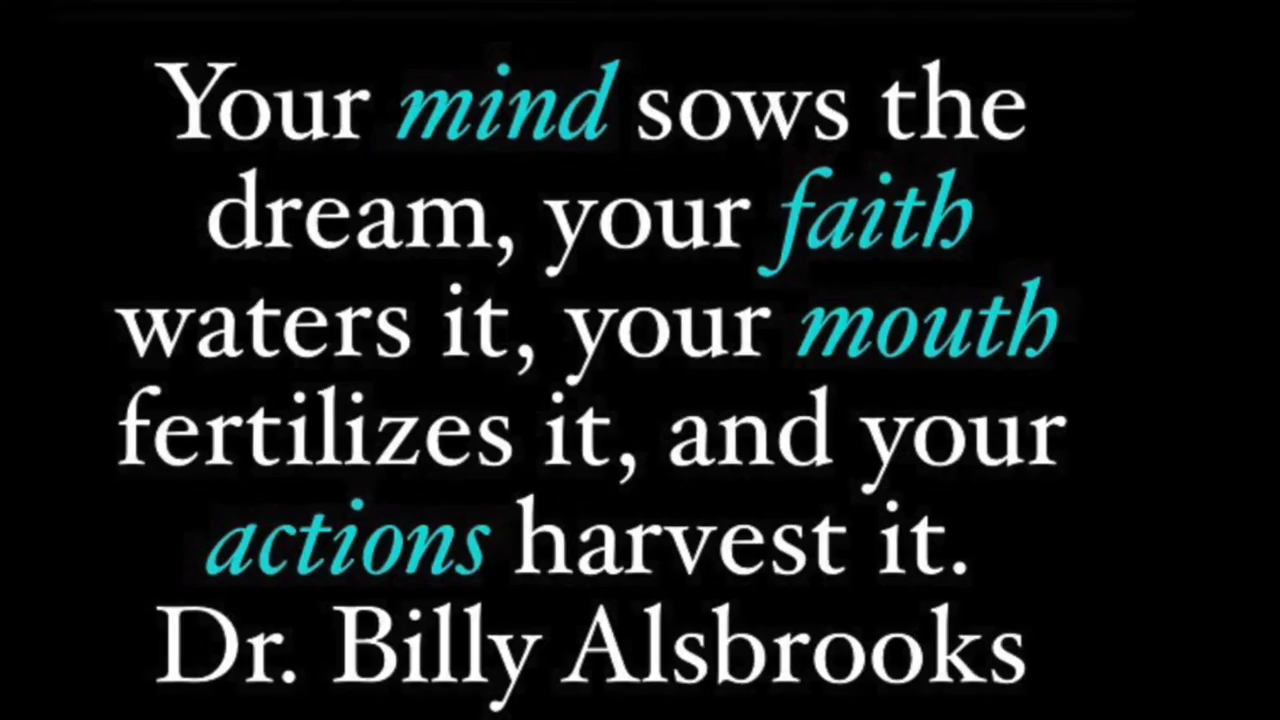 Your mind sows the
dream, your faith
waters it, your mouth
fertilizes it, and your
actions harvest it.
Dr. Billy Alsbrooks